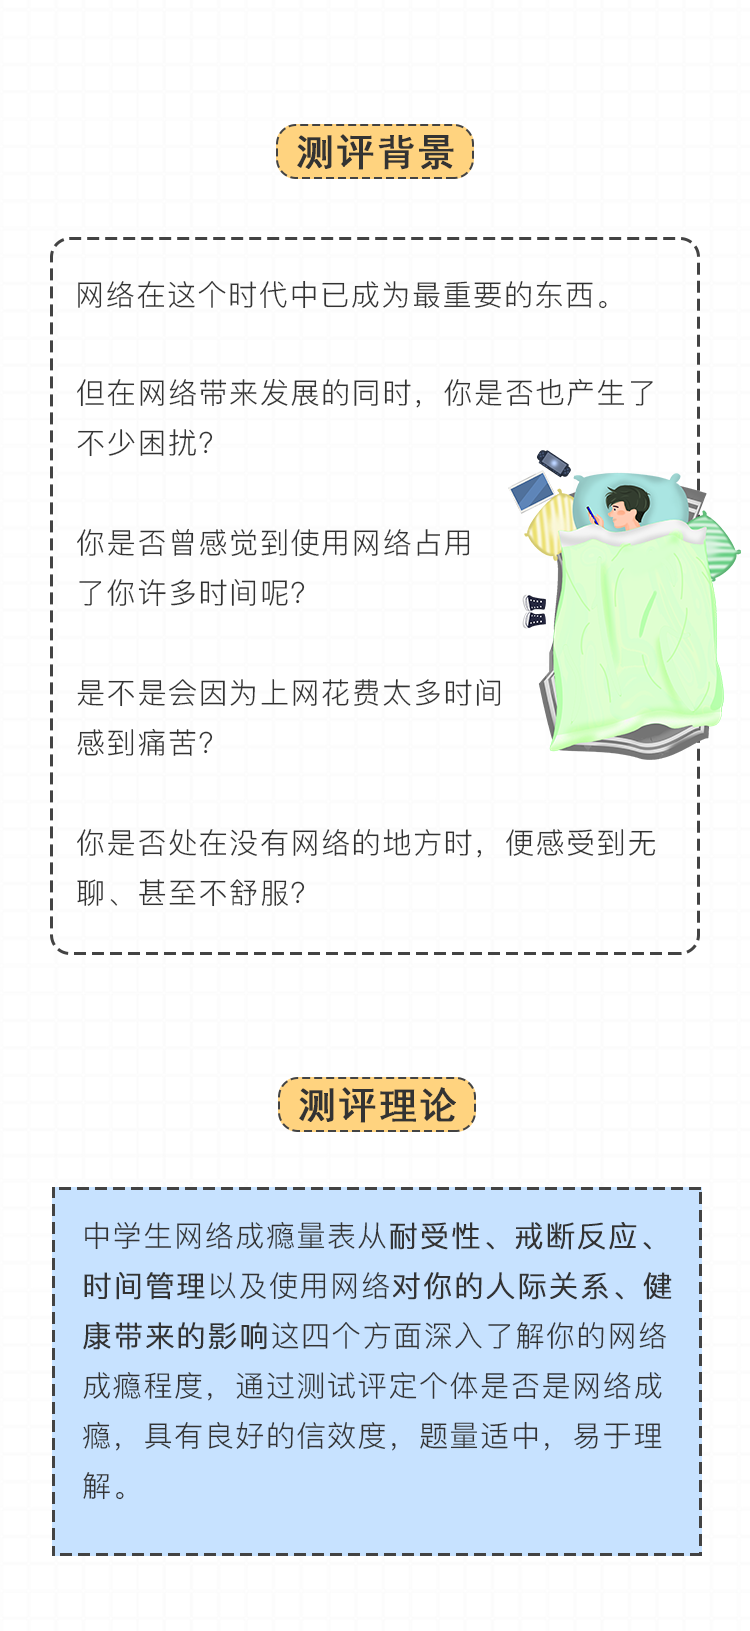 测评背景
网络在这个时代中已成为最重要的东西。
但在网络带来发展的同时，你是否也产生了
不少困扰？
你是否曾感觉到使用网络占用
了你许多时间呢？
是不是会因为上网花费太多时间
感到痛苦？
你是否处在没有网络的地方时，便感受到无
聊、甚至不舒服？
测评理论
中学生网络成瘾量表从耐受性、戒断反应、
时间管理以及使用网络对你的人际关系、健
康带来的影响这四个方面深入了解你的网络
成瘾程度，通过测试评定个体是否是网络成
瘾，具有良好的信效度，题量适中，易于理
解。